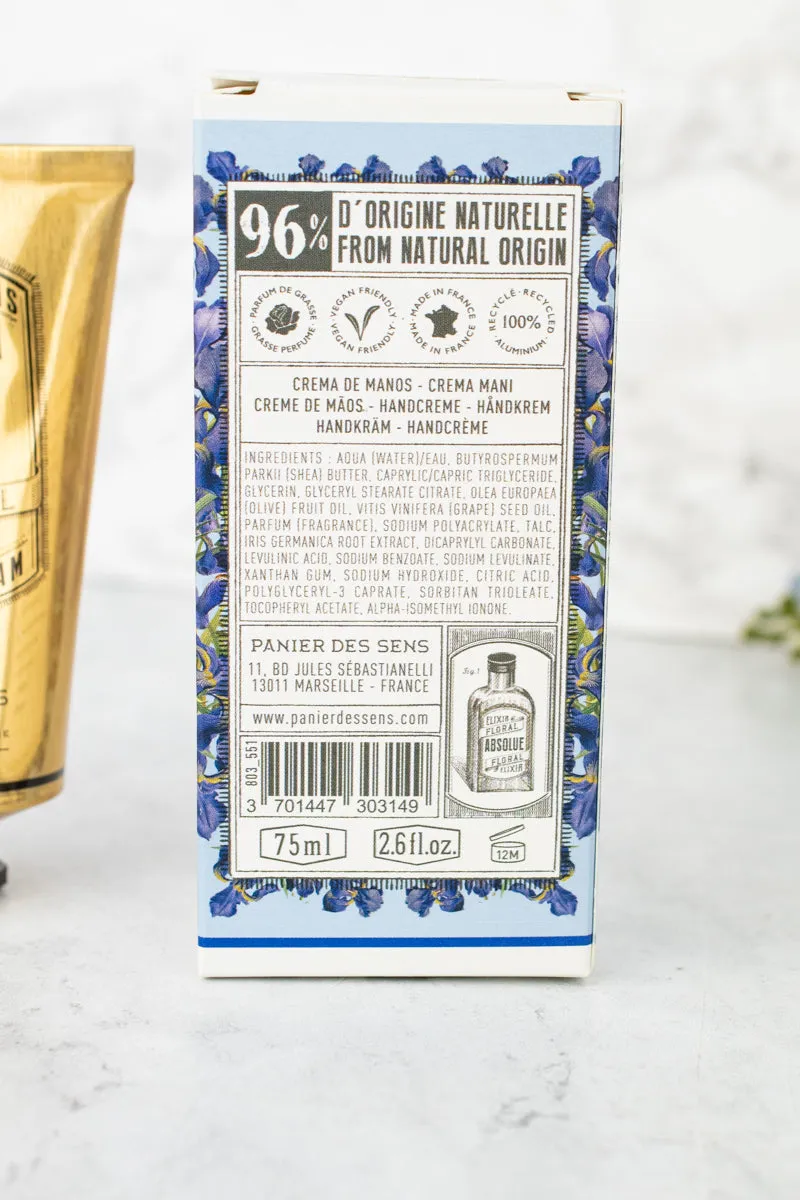 96% D´ORIGINE NATURELLE
FROM NATURAL ORIGIN
PARFUM DE GRASSE · GRASSE PERFUME ·
VEGAN FRIENDLY · VEGAN FRIENDLY ·
MADE IN FRANCE · MADE IN FRANCE ·
RECYCLÉ · RECYCLED · ALUMINIUM ·
100%
CREMA DE MANOS - CREMA MANI
CREME DE MÃOS - HANDCREME - HÅNDKREM
HANDKRÄM - HANDCRÈME
INGREDIENTS : AQUA (WATER)/EAU, BUTYROSPERMUM
PARKII (SHEA) BUTTER, CAPRYLIC/CAPRIC TRIGLYCERIDE,
GLYCERIN, GLYCERYL STEARATE CITRATE, OLEA EUROPAEA
(OLIVE) FRUIT OIL, VITIS VINIFERA (GRAPE) SEED OIL,
PARFUM (FRAGRANCE), SODIUM POLYACRYLATE, TALC,
IRIS GERMANICA ROOT EXTRACT, DICAPRYLYL CARBONATE,
LEVULINIC ACID, SODIUM BENZOATE, SODIUM LEVULINATE,
XANTHAN GUM, SODIUM HYDROXIDE, CITRIC ACID,
POLYGLYCERYL-3 CAPRATE, SORBITAN TRIOLEATE,
TOCOPHERYL ACETATE, ALPHA-ISOMETHYL IONONE.
PANIER DES SENS
11, BD JULES SÉBASTIANELLI
13011 MARSEILLE - FRANCE
www.panierdessens.com
Fig.1
ELIXIR
FLORAL
ABSOLUE
FLORAL
ELIXIR
803_551
3 701447 303149
75ml
2.6fl.oz.
12M